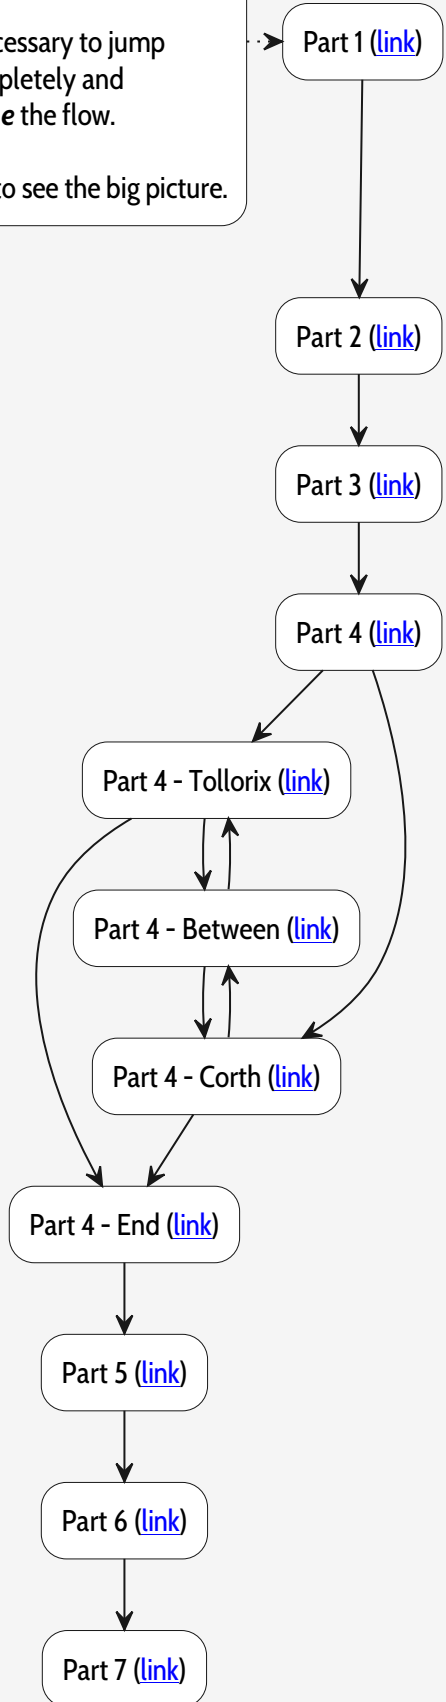 to jump
and
the flow.
to see the big picture.
Part 1 (link)
Part 2 (link)
Part 3 (link)
Part 4 (link)
Part 4 - Tollorix (link)
Part 4 - Between (link)
Part 4 - Corth (link)
Part 4 - End (link)
Part 5 (link)
Part 6 (link)
Part 7 (link)